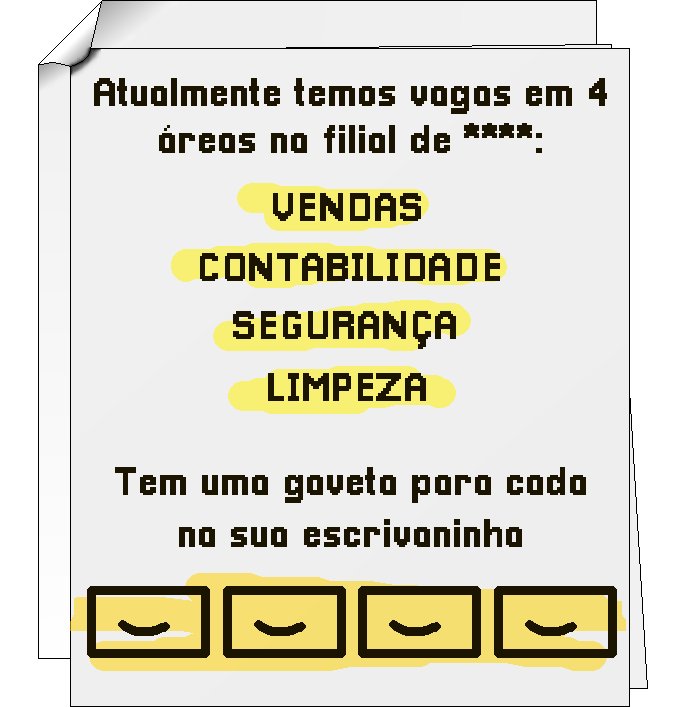 Atualmente temos vagas em 4
áreas na filial de ****:
VENDAS
CONTABILIDADE
SEGURANÇA
LIMPEZA
Tem uma gaveta para cada
na sua escrivaninha